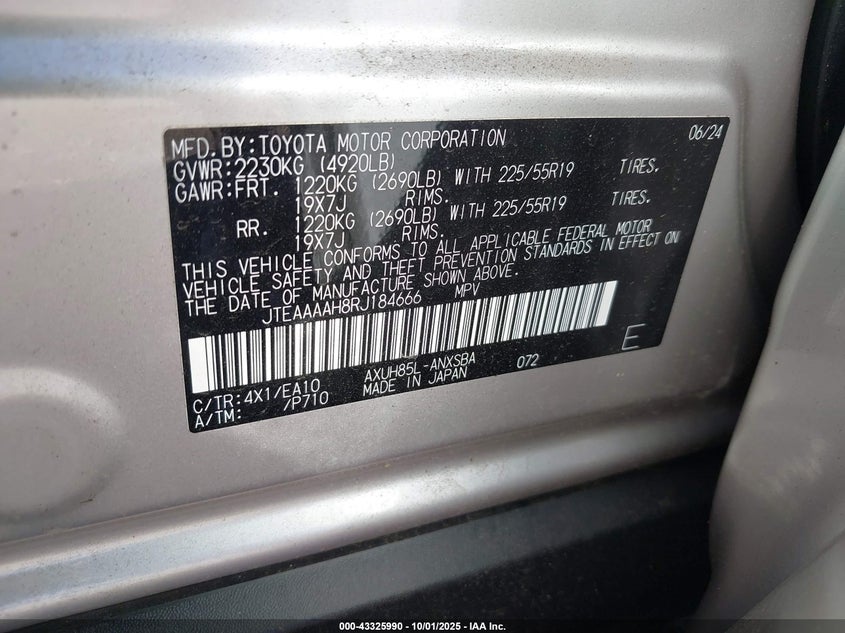 MFD.BY:TOYOTA MOTOR CORPORATION 06/24
GVWR:2230KG (4920LB)
GAWR:FRT. 1220KG (2690LB) WITH 225/55R19 TIRES.
19X7J RIMS.
RR. 1220KG (2690LB) WITH 225/55R19 TIRES.
19X7J RIMS.
THIS VEHICLE CONFORMS TO ALL APPLICABLE FEDERAL MOTOR
VEHICLE SAFETY AND THEFT PREVENTION STANDARDS IN EFFECT ON
THE DATE OF MANUFACTURE SHOWN ABOVE.
JTEAAAAH8RJ184666 MPV
C/TR:4X1/EA10 AXUH85L-ANXSBA 072 E
A/TM: /P710 MADE IN JAPAN
000-43325990 - 10/01/2025 - IAA Inc.